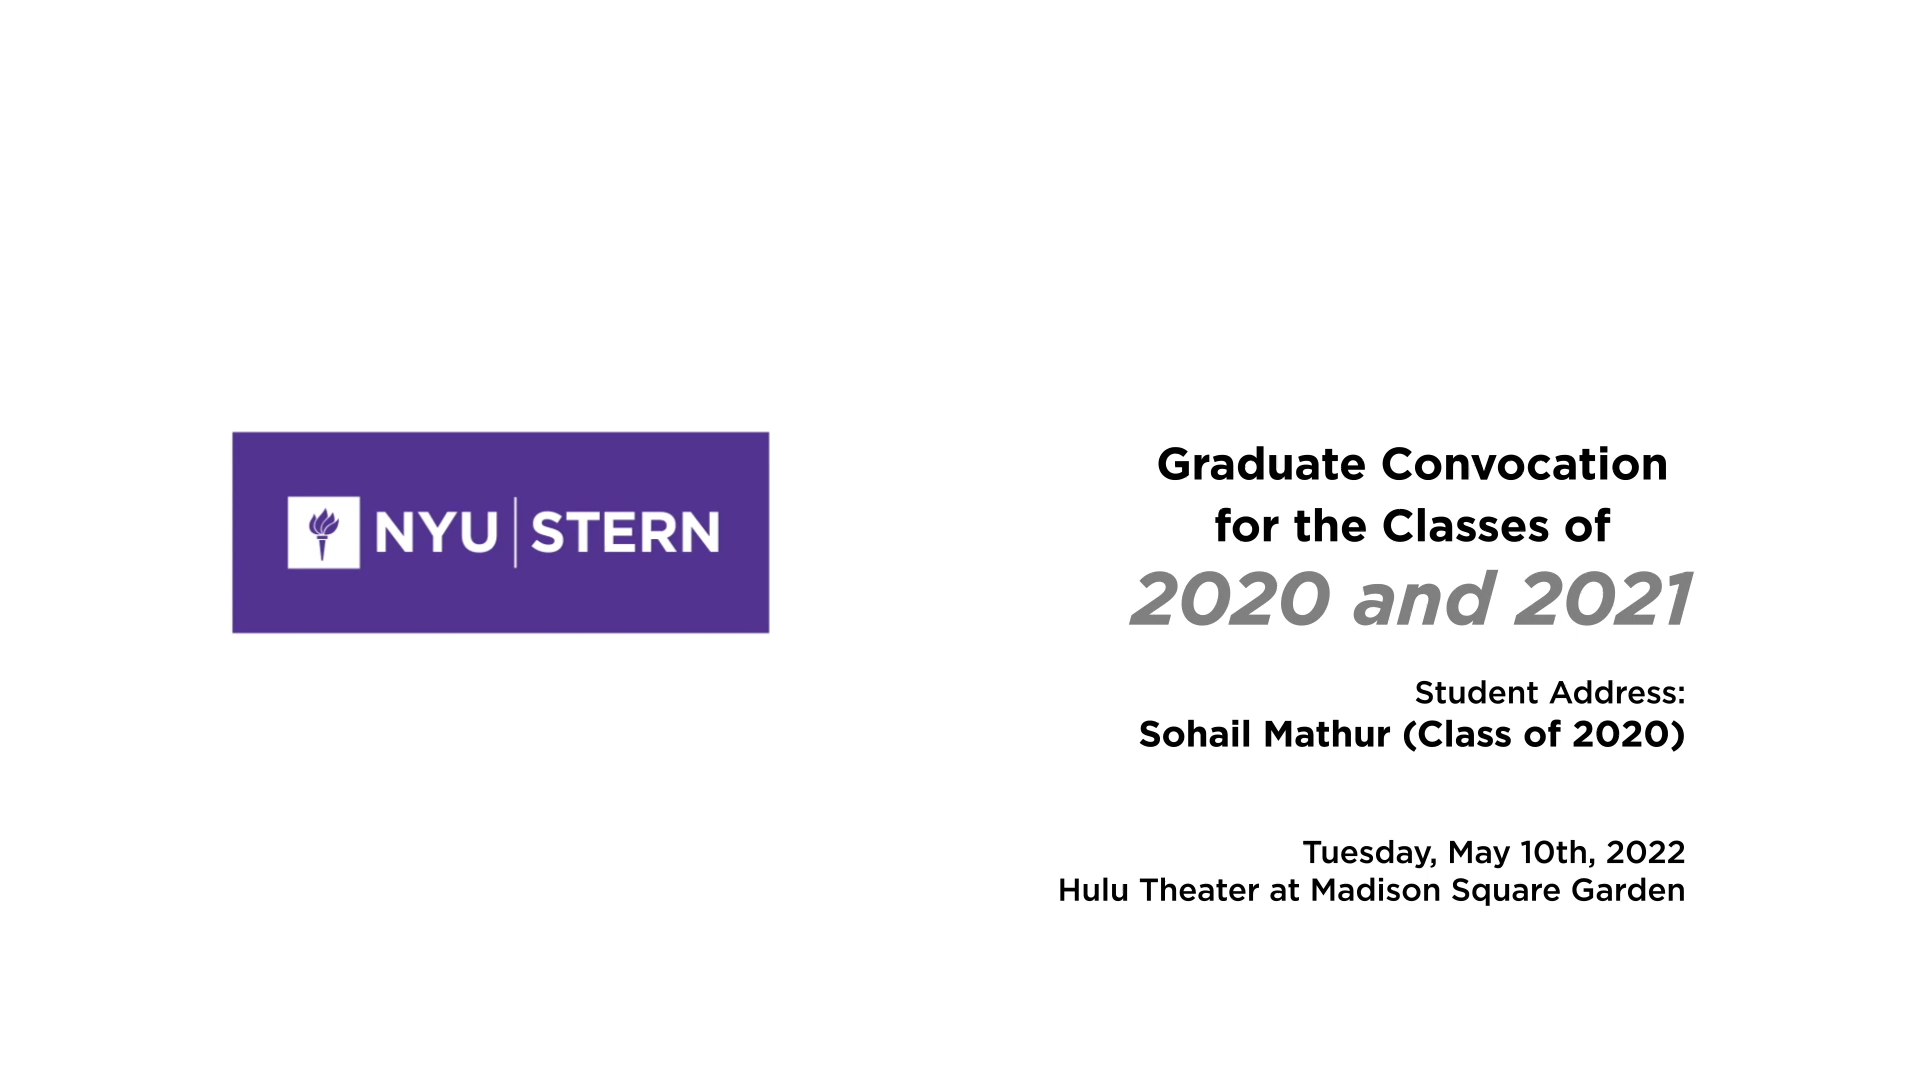 NYU | STERN
Graduate Convocation
for the Classes of
2020 and 2021
Student Address:
Sohail Mathur (Class of 2020)
Tuesday, May 10th, 2022
Hulu Theater at Madison Square Garden